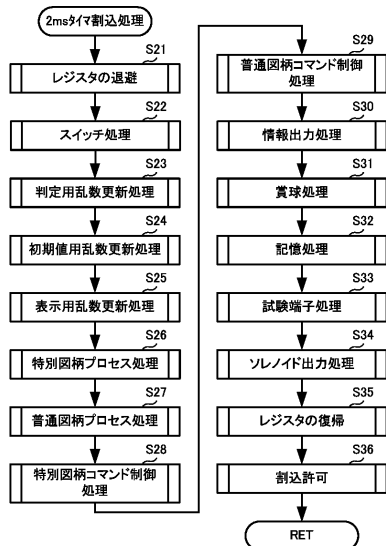 2msタイマ割込処理
S21
レジスタの退避
S22
スイッチ処理
S23
判定用乱数更新処理
S24
初期値用乱数更新処理
S25
表示用乱数更新処理
S26
特別図柄プロセス処理
S27
普通図柄プロセス処理
S28
特別図柄コマンド制御
処理
S29
普通図柄コマンド制御
処理
S30
情報出力処理
S31
賞球処理
S32
記憶処理
S33
試験端子処理
S34
ソレノイド出力処理
S35
レジスタの復帰
S36
割込許可
RET